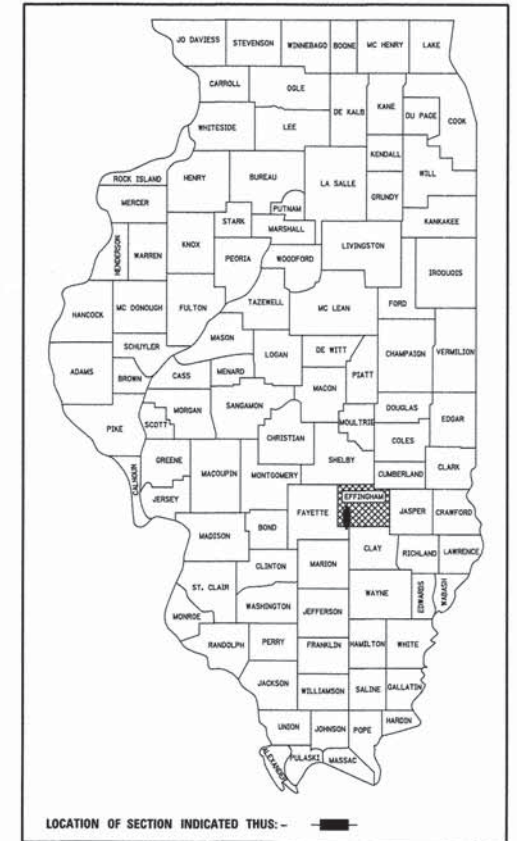 JO DAVIESS STEVENSON WINNEBAGO BOONE MC HENRY LAKE
CARROLL OGLE KANE
DE KALB DU PAGE COOK
WHITESIDE LEE
KENDALL
ROCK ISLAND HENRY BUREAU LA SALLE WILL
MERCER PUTNAM GRUNDY
STARK MARSHALL KANKAKEE
HENDERSON WARREN KNOX LIVINGSTON
PEORIA WOODFORD IROQUOIS
HANCOCK MC DONOUGH FULTON TAZEWELL MC LEAN FORD
MASON
SCHUYLER LOGAN DE WITT CHAMPAIGN VERMILION
ADAMS BROWN CASS MENARD PIATT
MACON
MORGAN SANGAMON DOUGLAS
PIKE SCOTT MOULTRIE EDGAR
CHRISTIAN COLES
GREENE SHELBY
CALHOUN MACOUPIN MONTGOMERY CUMBERLAND CLARK
JERSEY FAYETTE EFFINGHAM
JASPER CRAWFORD
MADISON BOND
CLAY
CLINTON MARION RICHLAND LAWRENCE
ST. CLAIR WAYNE EDWARDS WABASH
WASHINGTON JEFFERSON
MONROE
RANDOLPH PERRY FRANKLIN HAMILTON WHITE
JACKSON WILLIAMSON SALINE GALLATIN
UNION JOHNSON POPE HARDIN
ALEXANDER PULASKI MASSAC
LOCATION OF SECTION INDICATED THUS: -